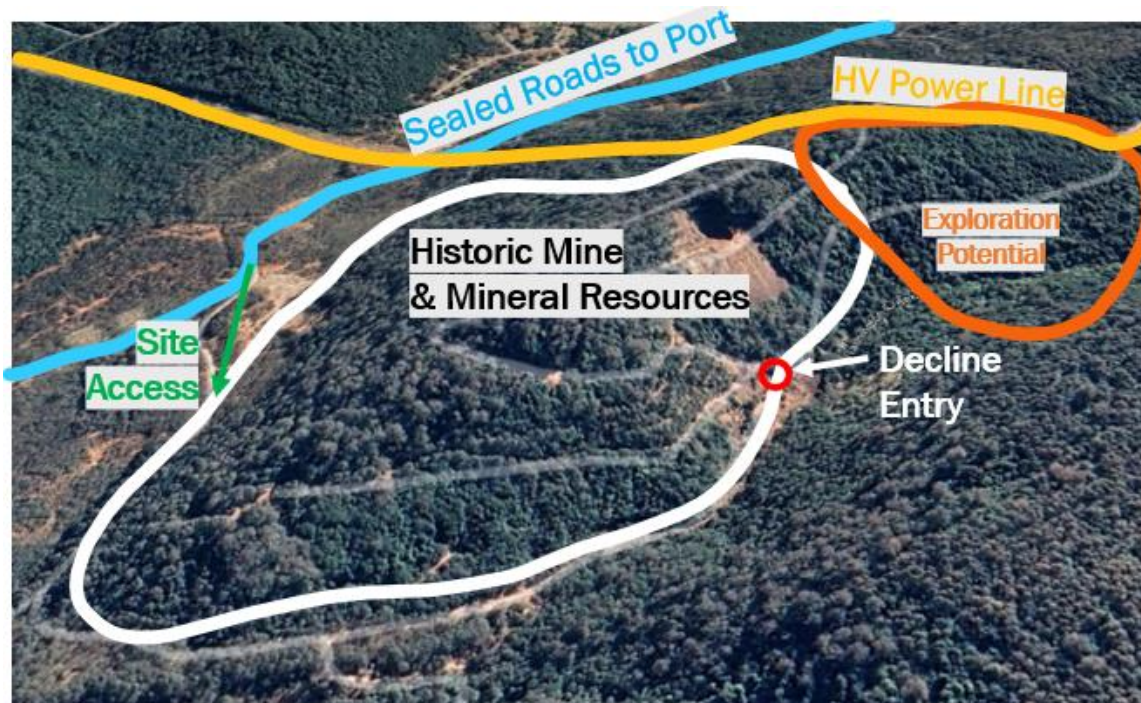 Sealed Roads to Port
HV Power Line
Exploration
Potential
Historic Mine
& Mineral Resources
Site
Access
Decline
Entry